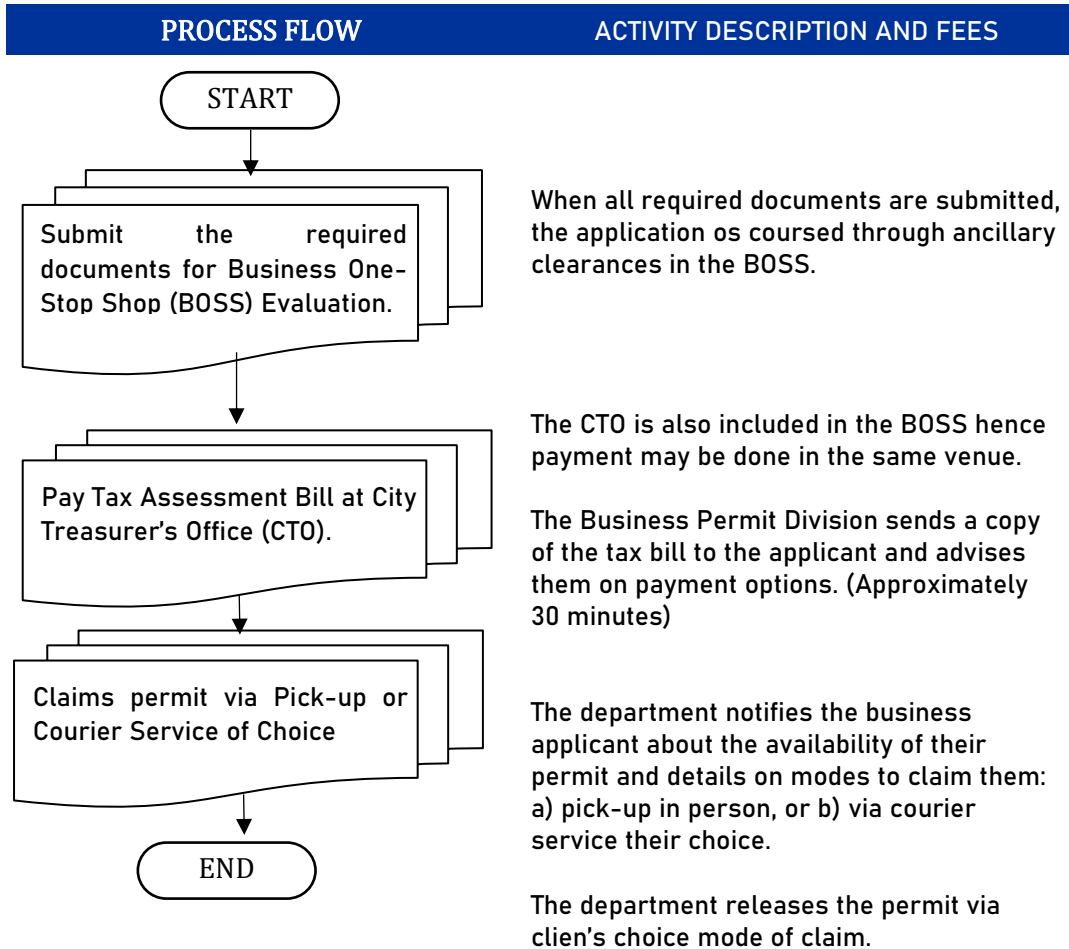 PROCESS FLOW
ACTIVITY DESCRIPTION AND FEES
START
Submit the required
documents for Business One-
Stop Shop (BOSS) Evaluation.
When all required documents are submitted,
the application os coursed through ancillary
clearances in the BOSS.
Pay Tax Assessment Bill at City
Treasurer's Office (CTO).
The CTO is also included in the BOSS hence
payment may be done in the same venue.
The Business Permit Division sends a copy
of the tax bill to the applicant and advises
them on payment options. (Approximately
30 minutes)
Claims permit via Pick-up or
Courier Service of Choice
The department notifies the business
applicant about the availability of their
permit and details on modes to claim them:
a) pick-up in person, or b) via courier
service their choice.
END
The department releases the permit via
clien's choice mode of claim.